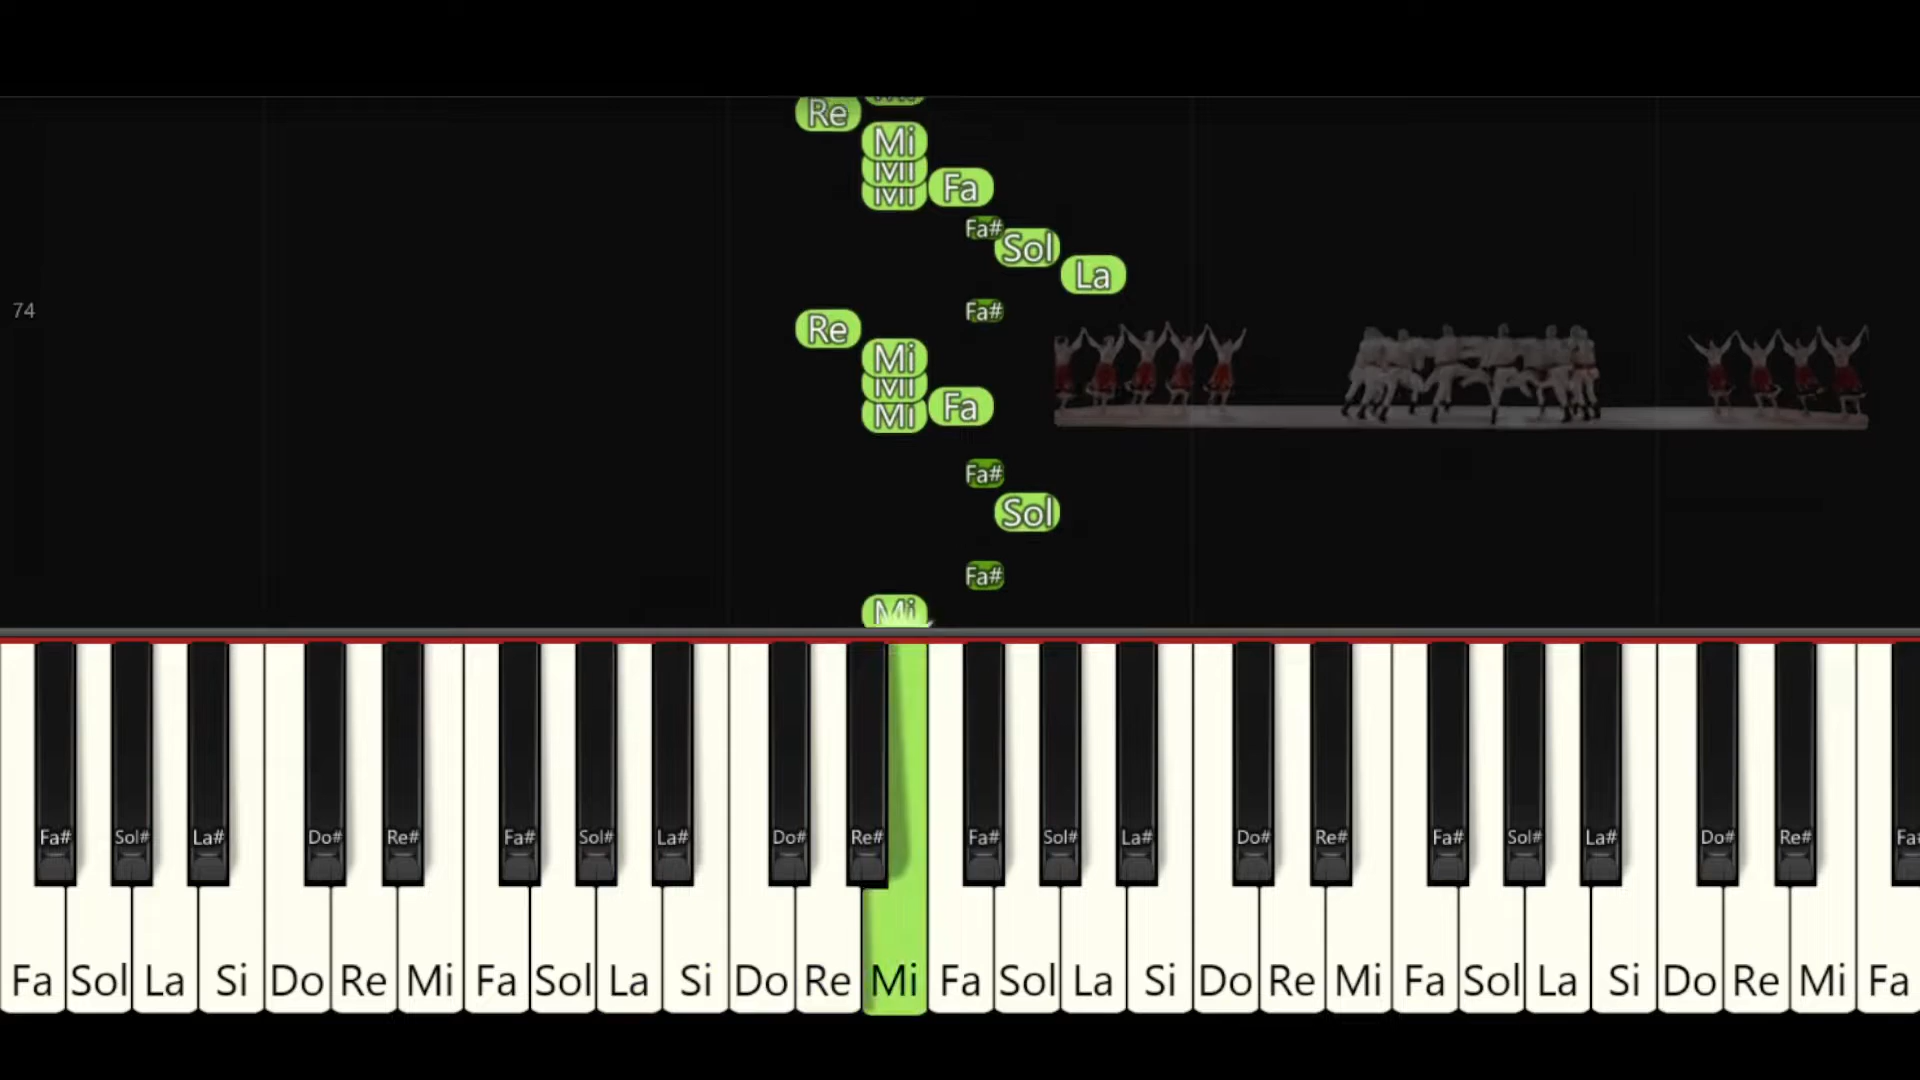 Re
Mi
Mi
Mi Fa
Fa#
Sol
La
74
Fa#
Re
Mi
Mi
Mi Fa
Fa#
Sol
Fa#
Mi
Fa# Sol# La# Do# Re# Fa# Sol# La# Do# Re# Fa# Sol# La# Do# Re# Fa# Sol# La# Do# Re#
Fa Sol La Si Do Re Mi Fa Sol La Si Do Re Mi Fa Sol La Si Do Re Mi Fa Sol La Si Do Re Mi Fa